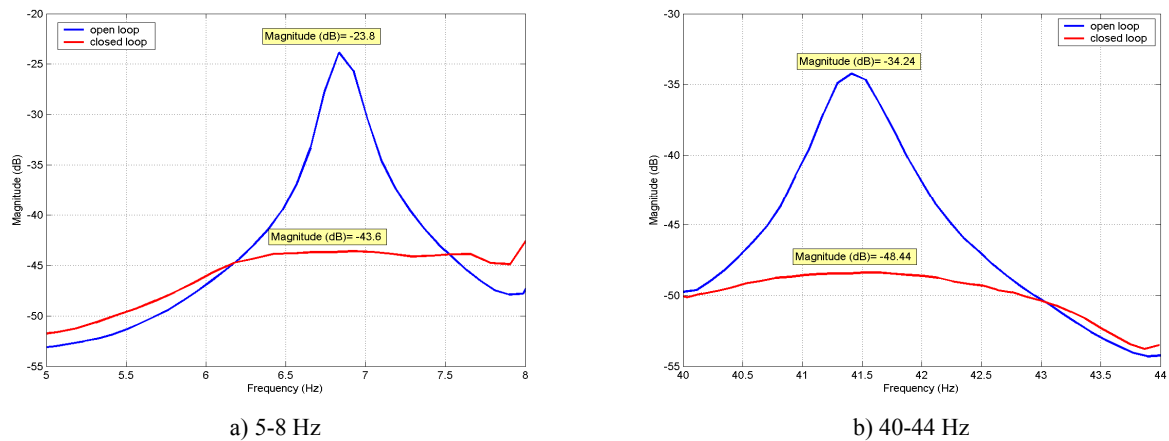 -20
-25
-30
-35
-40
-45
-50
-55
Magnitude (dB)
open loop
closed loop
Magnitude (dB)= -23.8
Magnitude (dB)= -43.6
5 5.5 6 6.5 7 7.5 8
Frequency (Hz)
a) 5-8 Hz
-30
-35
-40
-45
-50
-55
Magnitude (dB)
open loop
closed loop
Magnitude (dB)= -34.24
Magnitude (dB)= -48.44
40 40.5 41 41.5 42 42.5 43 43.5 44
Frequency (Hz)
b) 40-44 Hz